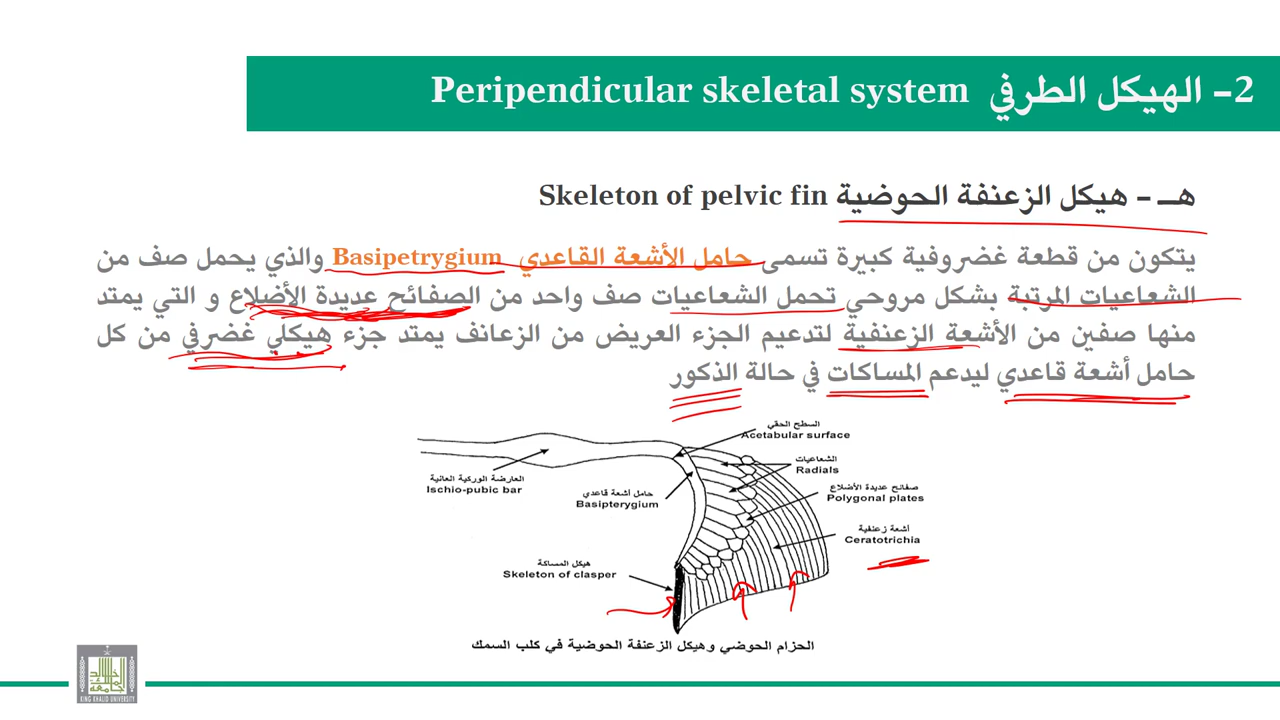 2- الهيكل الطرفي Peripendicular skeletal system
هـ - هيكل الزعنفة الحوضية Skeleton of pelvic fin
يتكون من قطعة غضروفية كبيرة تسمى حامل الأشعة القاعدي Basipetrygium والذي يحمل صف من
الشعاعيات المرتبة بشكل مروحي تحمل الشعاعيات صف واحد من الصفائح عديدة الأضلاع و التي يمتد
منها صفين من الأشعة الزعنفية لتدعيم الجزء العريض من الزعانف يمتد جزء هيكلي غضرفي من كل
حامل أشعة قاعدي ليدعم المساكات في حالة الذكور
السطح الحقي
Acetabular surface
الشعاعيات
Radials
العارضة الوركية العانية
Ischio-pubic bar
حامل أشعة قاعدي
Basipterygium
صفائح عديدة الأضلاع
Polygonal plates
أشعة زعنفية
Ceratotrichia
هيكل المساكة
Skeleton of clasper
الحزام الحوضي وهيكل الزعنفة الحوضية في كلب السمك
KING KHALID UNIVERSITY